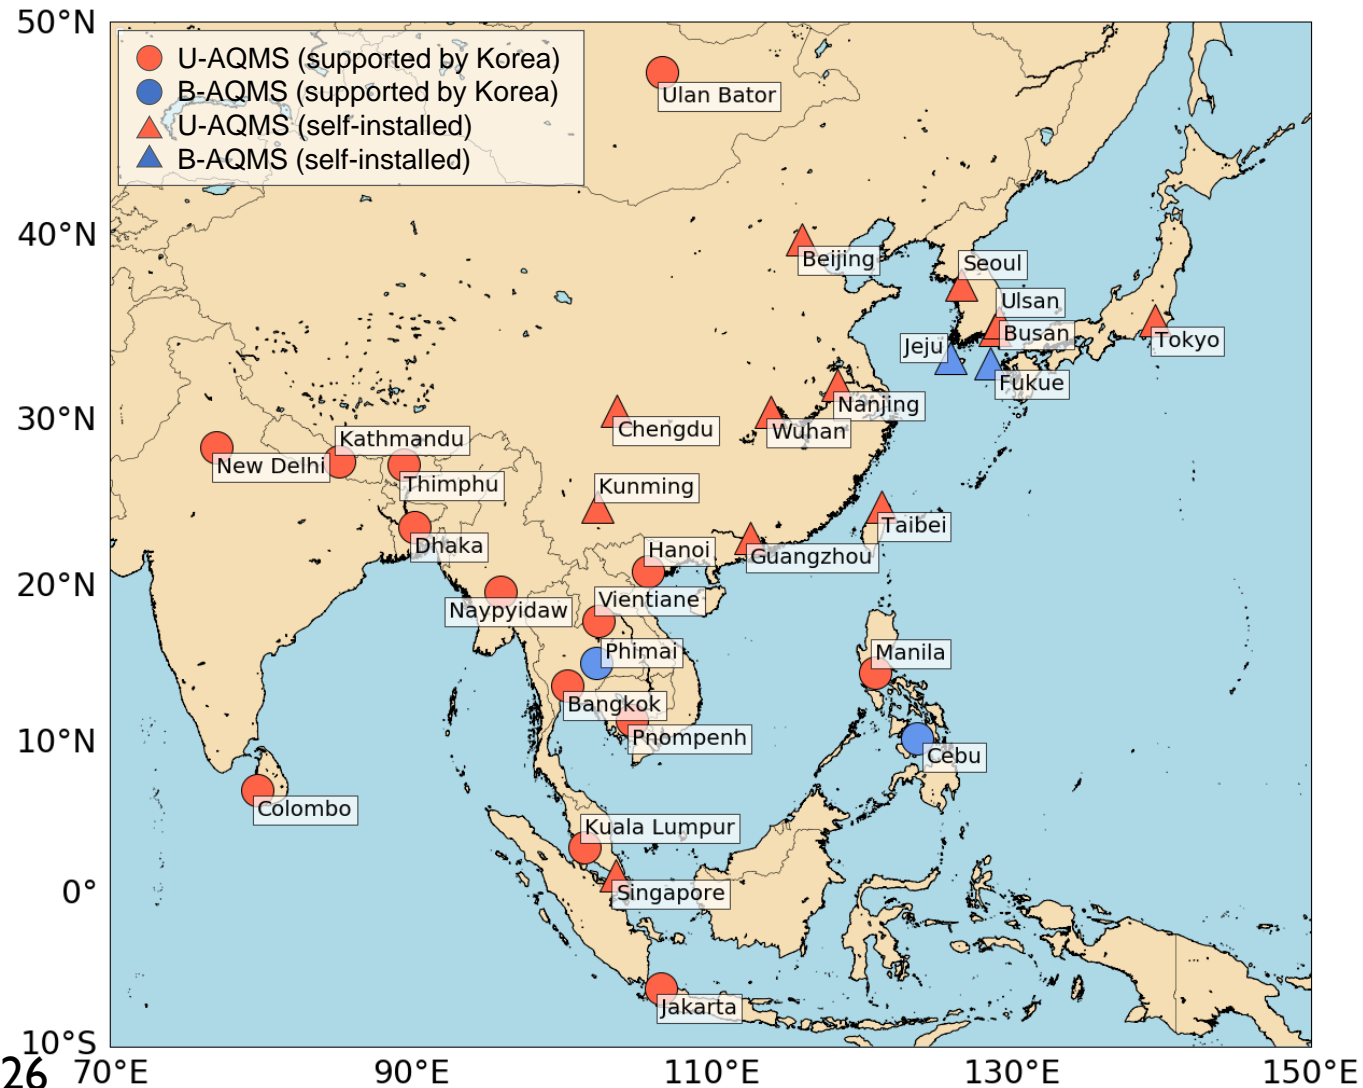 50°N
U-AQMS (supported by Korea)
B-AQMS (supported by Korea)
U-AQMS (self-installed)
B-AQMS (self-installed)
Ulan Bator
40°N
Beijing
Seoul
Ulsan
Busan
Jeju
Tokyo
Fukue
Nanjing
30°N
Chengdu
Wuhan
Kathmandu
New Delhi
Thimphu
Kunming
Taibei
Dhaka
Hanoi
Guangzhou
20°N
Vientiane
Naypyidaw
Phimai
Manila
Bangkok
10°N
Pnompenh
Cebu
Colombo
Kuala Lumpur
0°
Singapore
Jakarta
10°S
26
70°E 90°E 110°E 130°E 150°E